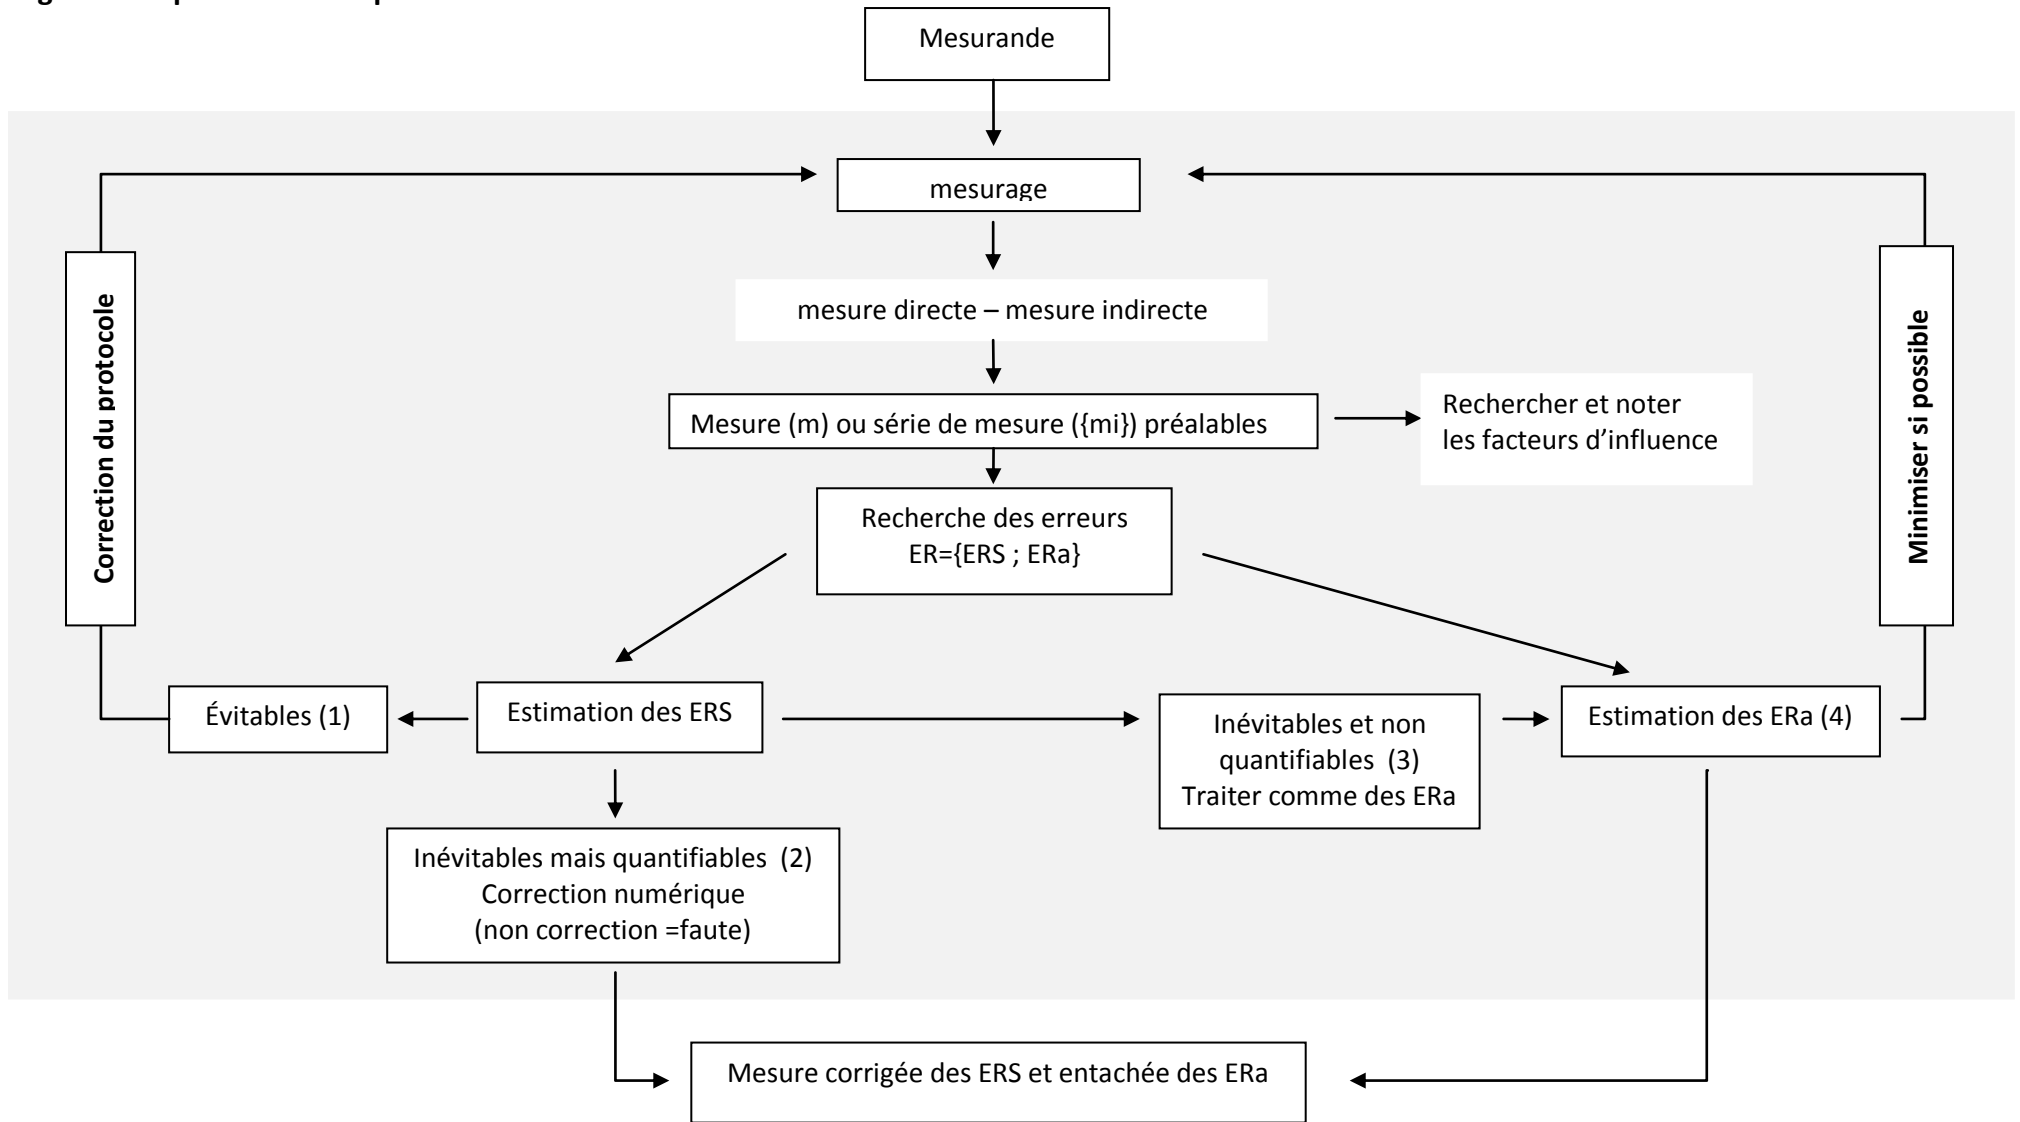 Mesurande
mesurage
mesure directe – mesure indirecte
Mesure (m) ou série de mesure ({mi}) préalables
Rechercher et noter
les facteurs d’influence
Correction du protocole
Minimiser si possible
Recherche des erreurs
ER={ERS ; ERa}
Évitables (1)
Estimation des ERS
Inévitables et non
quantifiables (3)
Traiter comme des ERa
Estimation des ERa (4)
Inévitables mais quantifiables (2)
Correction numérique
(non correction =faute)
Mesure corrigée des ERS et entachée des ERa